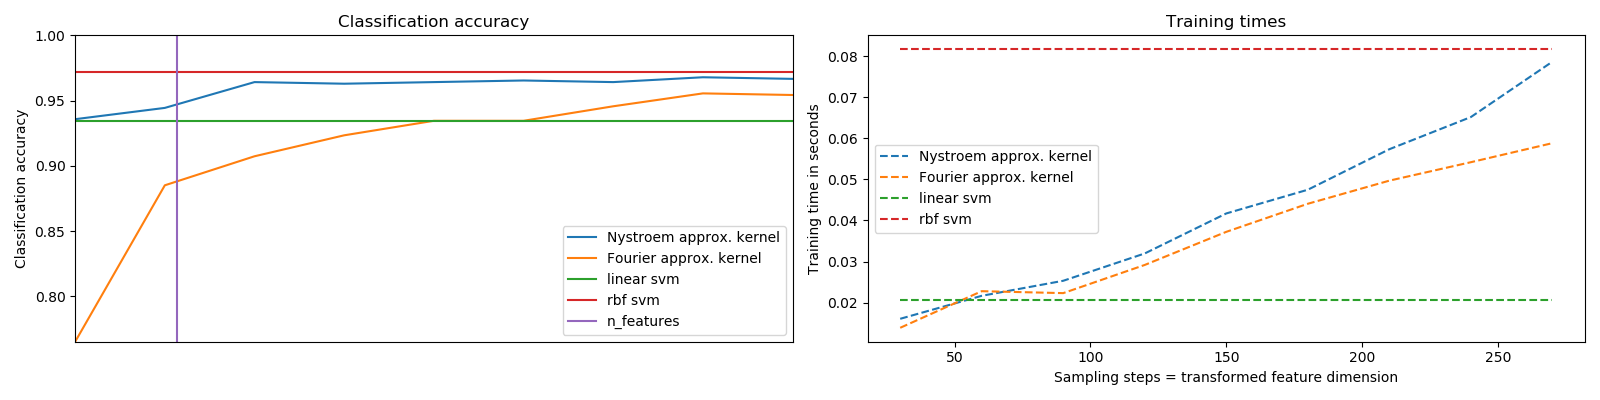 Classification accuracy
1.00
0.95
0.90
0.85
0.80
Classification accuracy
Nystroem approx. kernel
Fourier approx. kernel
linear svm
rbf svm
n_features
Training times
0.08
0.07
0.06
0.05
0.04
0.03
0.02
Training time in seconds
Nystroem approx. kernel
Fourier approx. kernel
linear svm
rbf svm
50 100 150 200 250
Sampling steps = transformed feature dimension